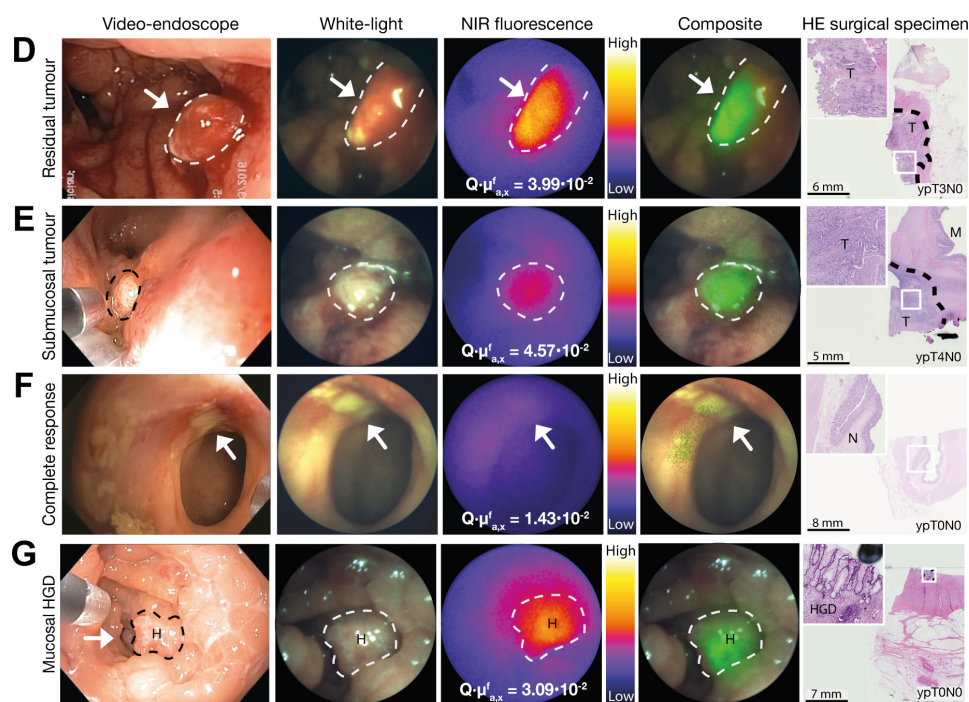 Video-endoscope White-light NIR fluorescence Composite HE surgical specimen
D
Residual tumour
Q·μᶠa,x = 3.99·10⁻²
High
Low
T
T
6 mm
ypT3N0
E
Submucosal tumour
Q·μᶠa,x = 4.57·10⁻²
High
Low
T
M
T
5 mm
ypT4N0
F
Complete response
Q·μᶠa,x = 1.43·10⁻²
High
Low
N
8 mm
ypT0N0
G
Mucosal HGD
H
H
H
Q·μᶠa,x = 3.09·10⁻²
High
Low
H
HGD
7 mm
ypT0N0